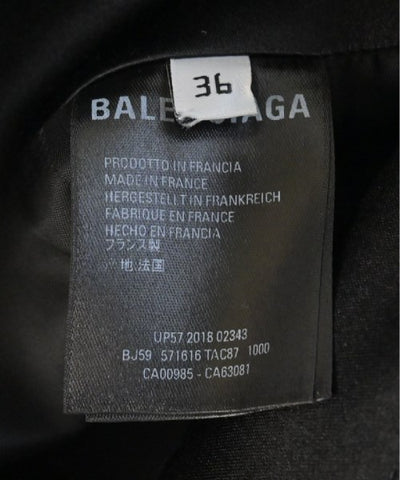 36
BALENCIAGA
PRODOTTO IN FRANCIA
MADE IN FRANCE
HERGESTELLT IN FRANKREICH
FABRIQUE EN FRANCE
HECHO EN FRANCIA
フランス製
地:法国
UP57 2018 02343
BJ59 571616 TAC87 1000
CA00985 - CA63081